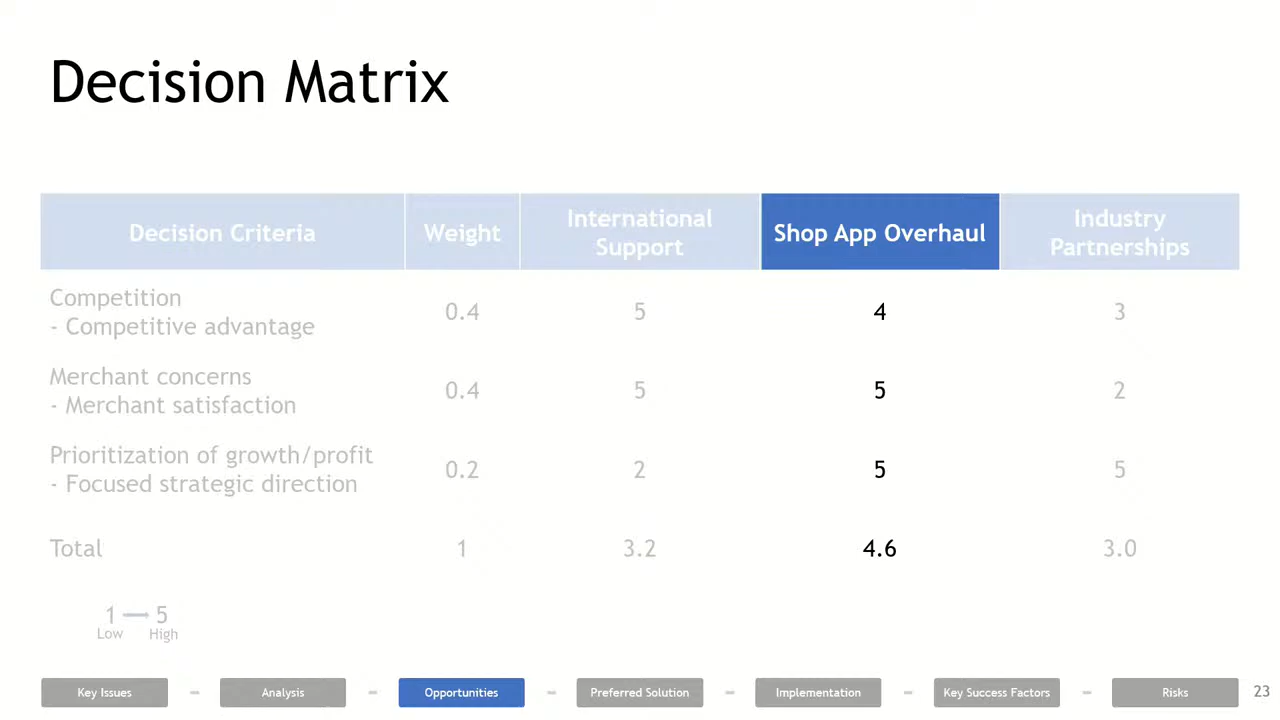 Decision Matrix
Decision Criteria Weight International Support Shop App Overhaul Industry Partnerships
Competition
- Competitive advantage 0.4 5 4 3
Merchant concerns
- Merchant satisfaction 0.4 5 5 2
Prioritization of growth/profit
- Focused strategic direction 0.2 2 5 5
Total 1 3.2 4.6 3.0
1 5
Low High
Key Issues - Analysis - Opportunities - Preferred Solution - Implementation - Key Success Factors - Risks 23